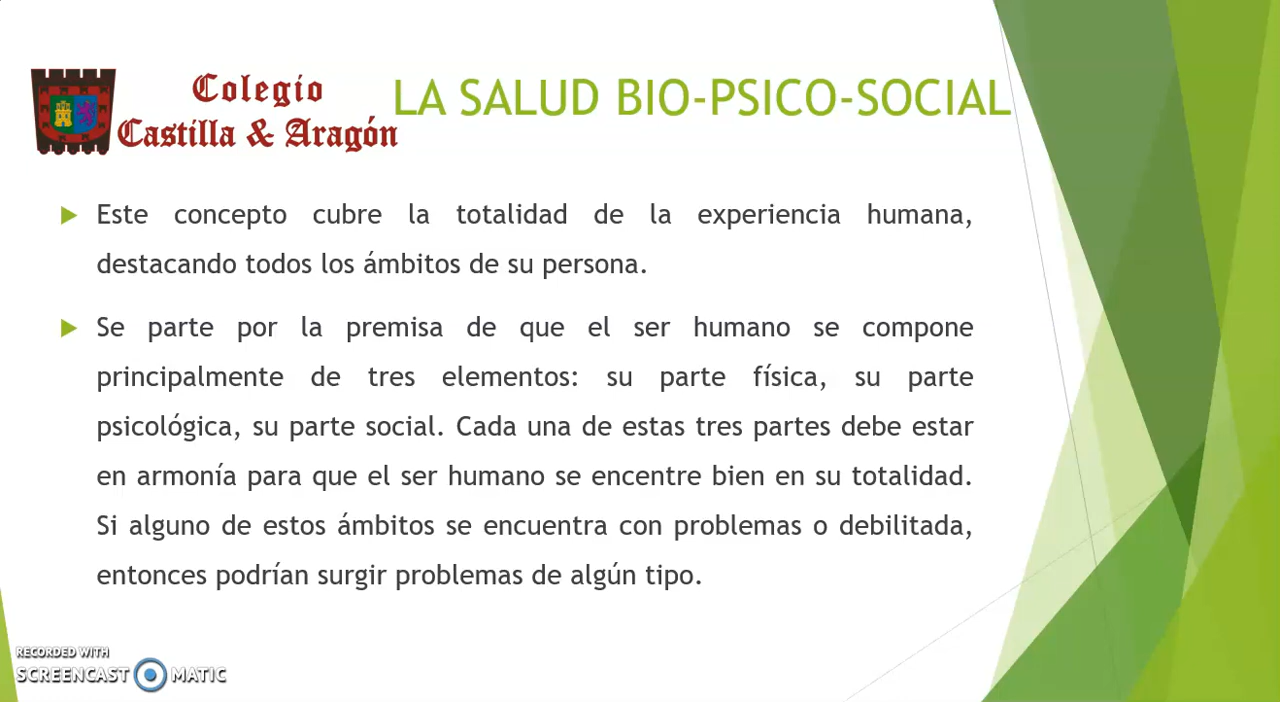 Colegio
Castilla & Aragón
LA SALUD BIO-PSICO-SOCIAL
Este concepto cubre la totalidad de la experiencia humana,
destacando todos los ámbitos de su persona.
Se parte por la premisa de que el ser humano se compone
principalmente de tres elementos: su parte física, su parte
psicológica, su parte social. Cada una de estas tres partes debe estar
en armonía para que el ser humano se encentre bien en su totalidad.
Si alguno de estos ámbitos se encuentra con problemas o debilitada,
entonces podrían surgir problemas de algún tipo.
RECORDED WITH
SCREENCAST MATIC